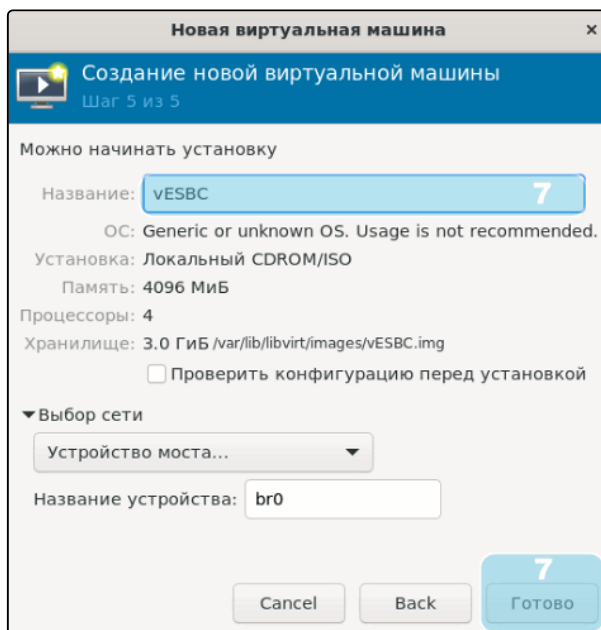 Новая виртуальная машина ×
Создание новой виртуальной машины
Шаг 5 из 5
Можно начинать установку
Название: vESBC 7
ОС: Generic or unknown OS. Usage is not recommended.
Установка: Локальный CDROM/ISO
Память: 4096 МиБ
Процессоры: 4
Хранилище: 3.0 ГиБ /var/lib/libvirt/images/vESBC.img
Проверить конфигурацию перед установкой
Выбор сети
Устройство моста...
Название устройства: br0
7
Cancel Back Готово